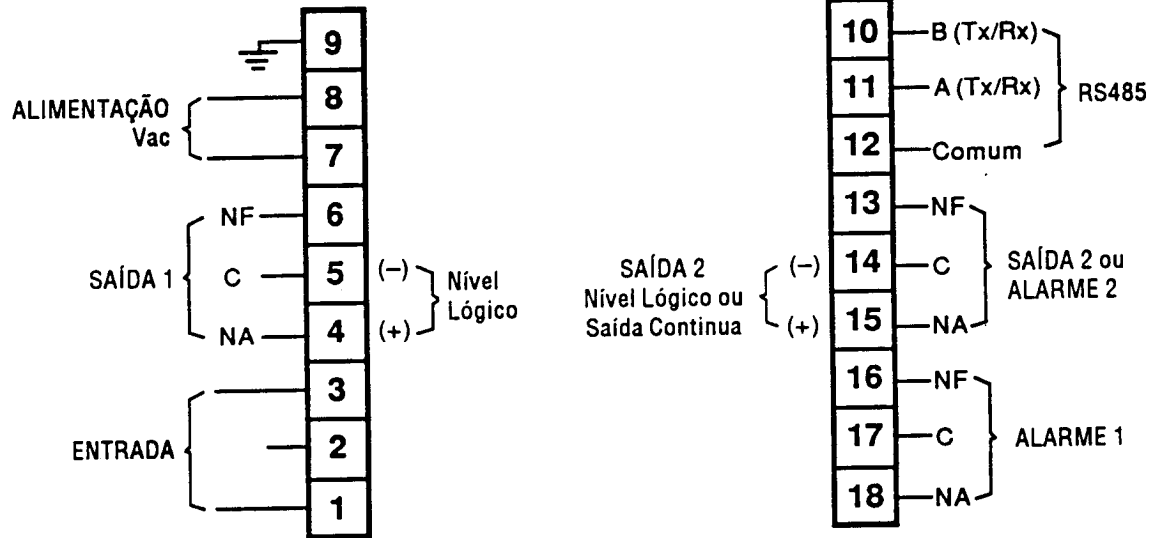 9
ALIMENTAÇÃO
Vac
8
7
SAÍDA 1
NF
6
C
5
(–)
NA
4
(+)
Nível
Lógico
ENTRADA
3
2
1
10
B (Tx/Rx)
11
A (Tx/Rx)
12
Comum
RS485
13
NF
SAÍDA 2
Nível Lógico ou
Saída Continua
(–)
14
C
(+)
15
NA
SAÍDA 2 ou
ALARME 2
16
NF
17
C
18
NA
ALARME 1